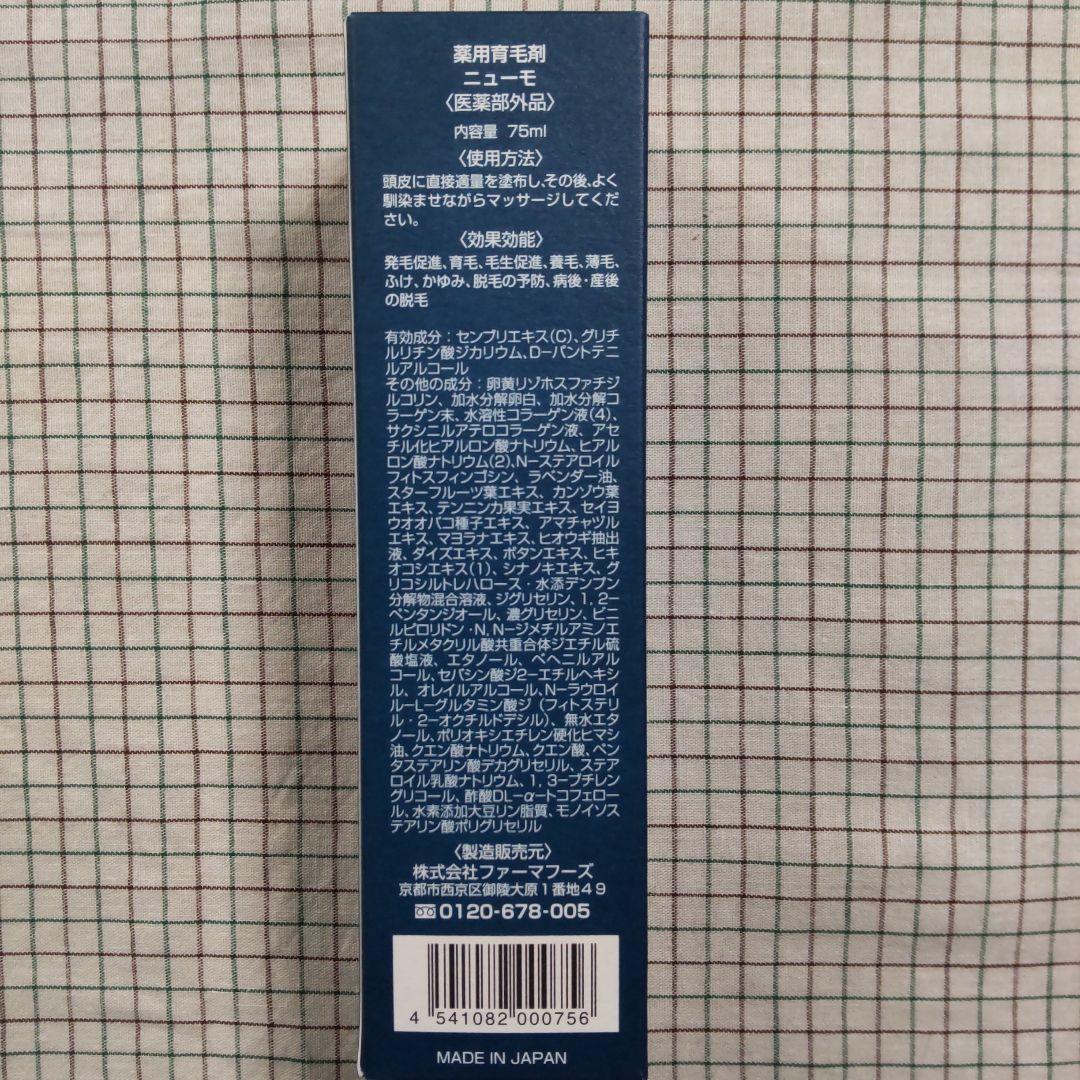 薬用育毛剤
ニューモ
〈医薬部外品〉
内容量 75ml
〈使用方法〉
頭皮に直接適量を塗布し、その後、よく
馴染ませながらマッサージしてくだ
さい。
〈効果効能〉
発毛促進、育毛、毛生促進、養毛、薄毛、
ふけ、かゆみ、脱毛の予防、病後・産後
の脱毛
有効成分：センブリエキス(C)、グリチ
ルリチン酸ジカリウム、D-パントテニ
ルアルコール
その他の成分：卵黄リゾホスファチジ
ルコリン、加水分解卵白、加水分解コ
ラーゲン末、水溶性コラーゲン液(4)、
サクシニルアテロコラーゲン液、アセ
チル化ヒアルロン酸ナトリウム、ヒアル
ロン酸ナトリウム(2)、N-ステアロイル
フィトスフィンゴシン、ラベンダー油、
スターフルーツ葉エキス、カンゾウ葉
エキス、テンニンカ果実エキス、セイヨ
ウオオバコ種子エキス、アマチャヅル
エキス、マヨラナエキス、ヒオウギ抽出
液、ダイズエキス、ボタンエキス、ヒキ
オコシエキス(1)、シナノキエキス、グ
リコシルトレハロース・水添デンプン
分解物混合溶液、ジグリセリン、1，2-
ペンタンジオール、濃グリセリン、ビニ
ルピロリドン・N，N-ジメチルアミノエ
チルメタクリル酸共重合体ジエチル硫
酸塩液、エタノール、ベヘニルアル
コール、セバシン酸ジ2-エチルヘキシ
ル、オレイルアルコール、N-ラウロイ
ル-L-グルタミン酸ジ（フィトステリ
ル・2-オクチルドデシル）、無水エタ
ノール、ポリオキシエチレン硬化ヒマシ
油、クエン酸ナトリウム、クエン酸、ペン
タステアリン酸デカグリセリル、ステア
ロイル乳酸ナトリウム、1，3-ブチレン
グリコール、酢酸DL-α-トコフェロー
ル、水素添加大豆リン脂質、モノイソス
テアリン酸ポリグリセリル
〈製造販売元〉
株式会社ファーマフーズ
京都市西京区御陵大原1番地49
0120-678-005
4 541082 000756
MADE IN JAPAN